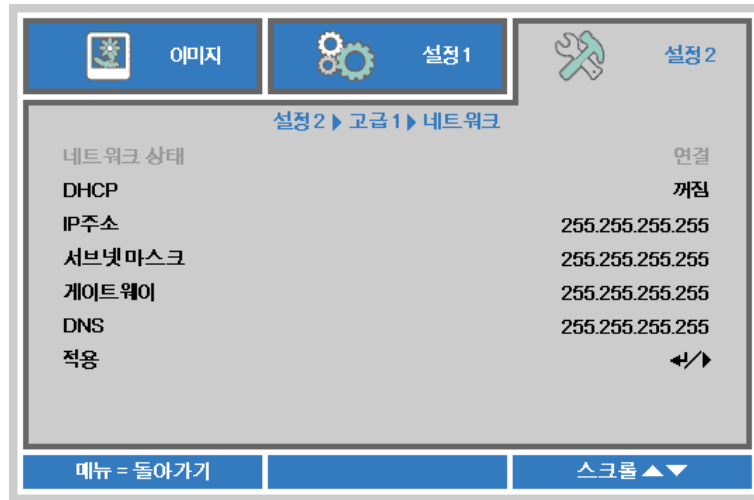 이미지 설정 1 설정 2
설정 2 ▶ 고급 1 ▶ 네트워크
네트워크 상태 연결
DHCP 꺼짐
IP주소 255.255.255.255
서브넷 마스크 255.255.255.255
게이트웨이 255.255.255.255
DNS 255.255.255.255
적용 ↵/▶
메뉴 = 돌아가기 스크롤 ▲▼